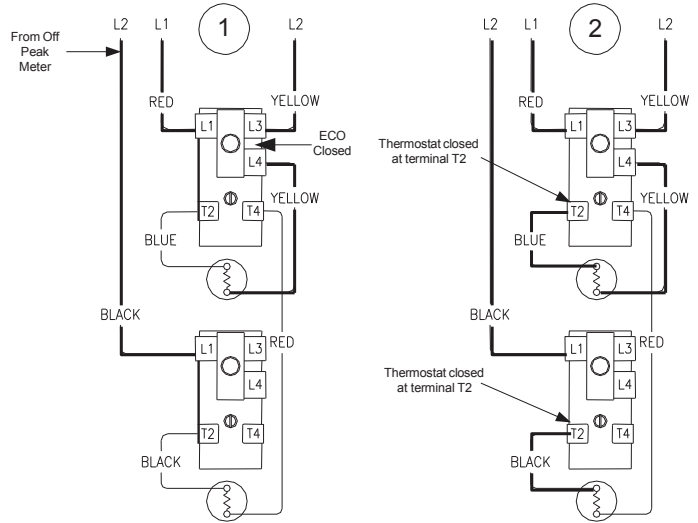 L2 L1 1 L2
From Off
Peak
Meter
RED YELLOW
L1 L3
ECO
Closed
L4
YELLOW
T2 T4
BLUE
BLACK
L1 L3 RED
L4
T2 T4
BLACK
L2 L1 2 L2
RED YELLOW
L1 L3
Thermostat closed
at terminal T2
L4
YELLOW
T2 T4
BLUE
BLACK
L1 L3 RED
L4
Thermostat closed
at terminal T2
T2 T4
BLACK